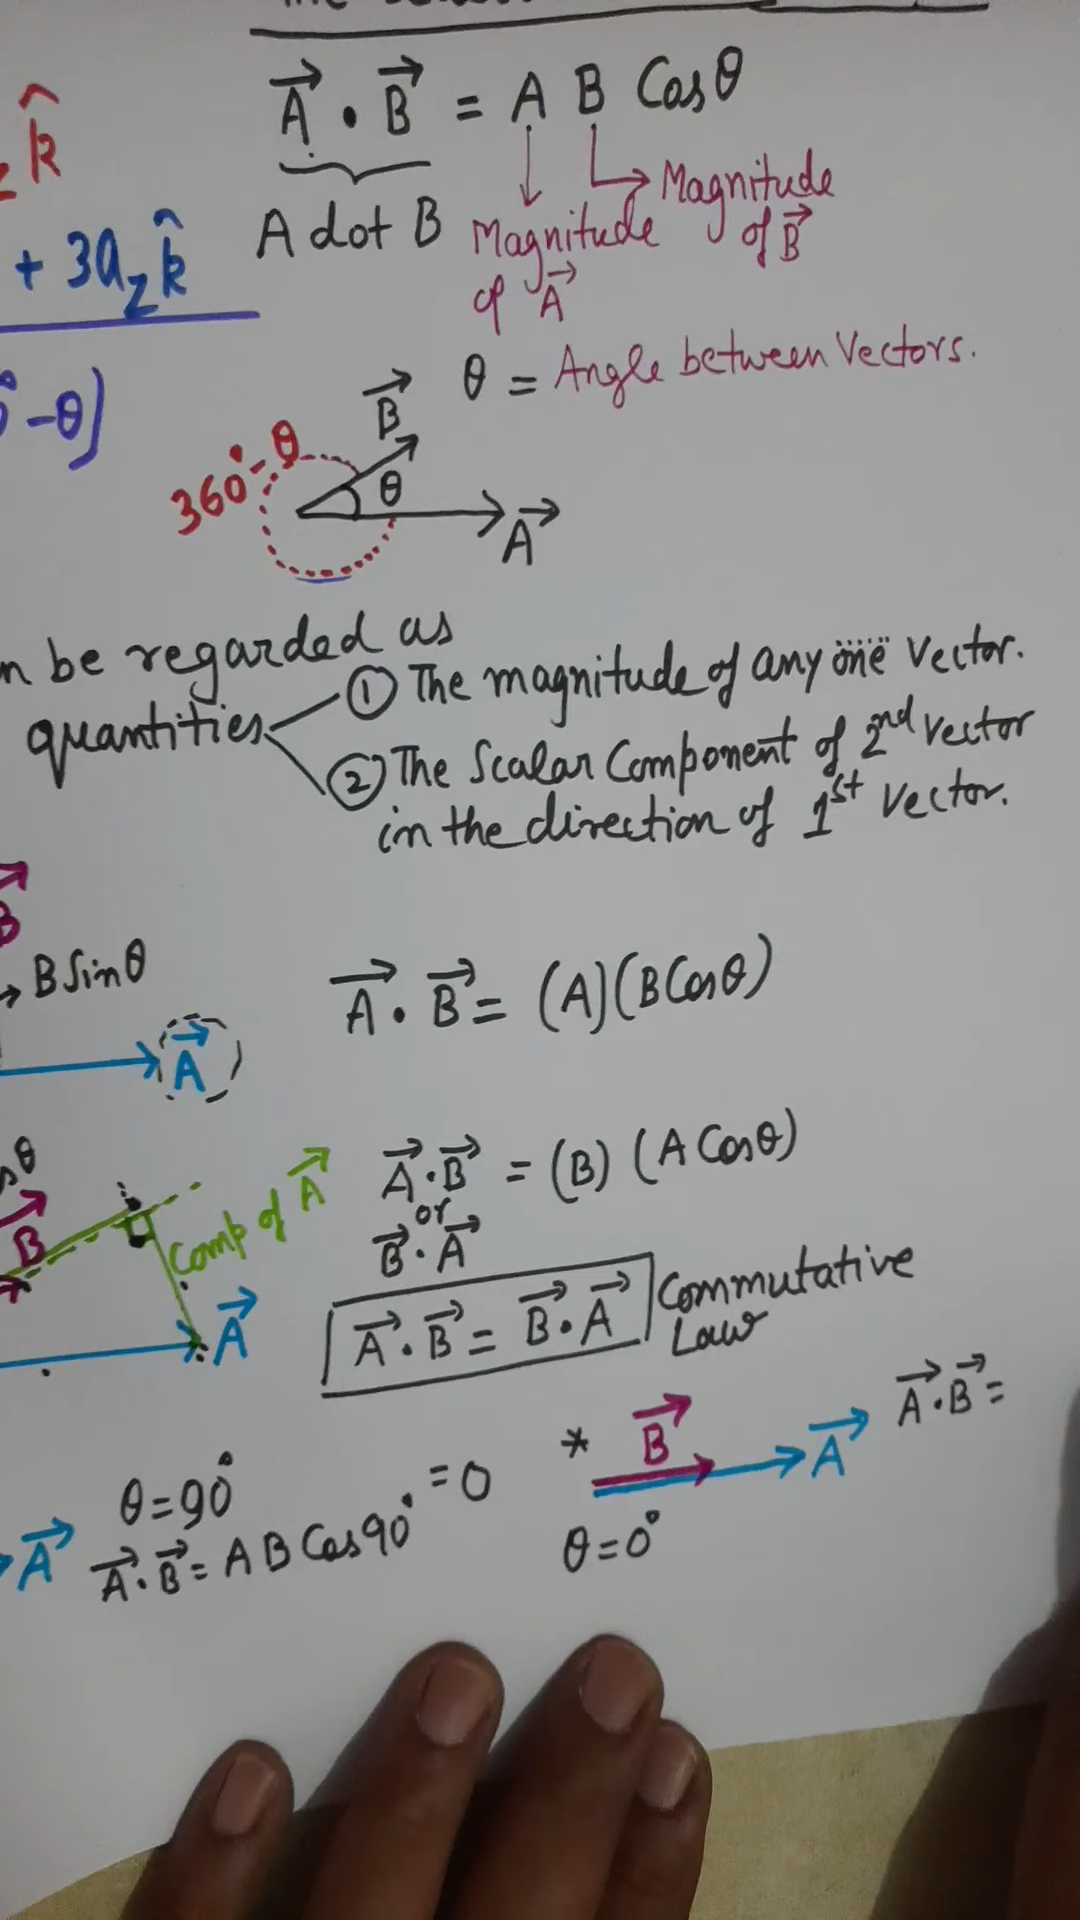 A⃗ . B⃗ = A B Cosθ
k̂
A dot B
Magnitude of A⃗
Magnitude of B⃗
+ 3a_z k̂
θ = Angle between Vectors.
-θ)
B⃗
360° - θ
θ
A⃗
be regarded as
quantities
① The magnitude of any one vector.
② The Scalar Component of 2nd vector
in the direction of 1st vector.
B⃗
B Sinθ
A⃗ . B⃗ = (A)(B Cosθ)
A⃗
θ
B⃗
Comp of A⃗
A⃗
A⃗ . B⃗ = (B) (A Cosθ)
or
B⃗ . A⃗
A⃗ . B⃗ = B⃗ . A⃗
Commutative
Law
θ = 90°
A⃗
A⃗ . B⃗ = A B Cos 90° = 0
* B⃗
A⃗
A⃗ . B⃗ =
θ = 0°